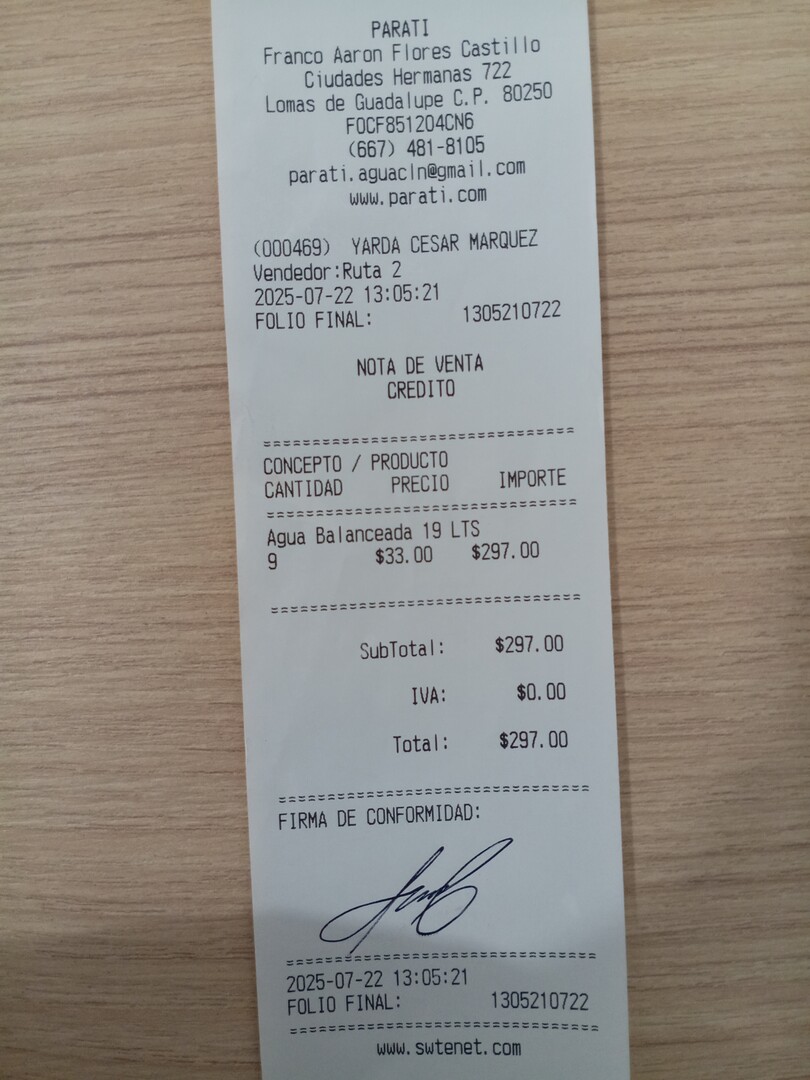 PARATI
Franco Aaron Flores Castillo
Ciudades Hermanas 722
Lomas de Guadalupe C.P. 80250
FOCF851204CN6
(667) 481-8105
parati.aguacln@gmail.com
www.parati.com
(000469) YARDA CESAR MARQUEZ
Vendedor:Ruta 2
2025-07-22 13:05:21
FOLIO FINAL: 1305210722
NOTA DE VENTA
CREDITO
==============================
CONCEPTO / PRODUCTO
CANTIDAD PRECIO IMPORTE
==============================
Agua Balanceada 19 LTS
9 $33.00 $297.00
==============================
SubTotal: $297.00
IVA: $0.00
Total: $297.00
==============================
FIRMA DE CONFORMIDAD:
==============================
2025-07-22 13:05:21
FOLIO FINAL: 1305210722
==============================
www.swtenet.com